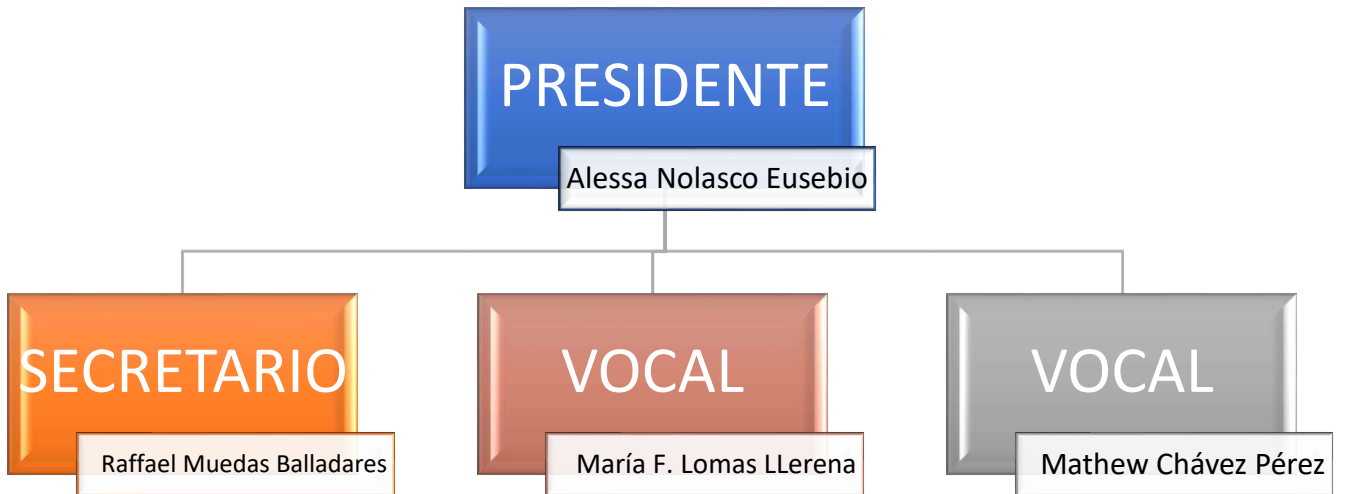 PRESIDENTE
Alessa Nolasco Eusebio
SECRETARIO
Raffael Muedas Balladares
VOCAL
María F. Lomas LLerena
VOCAL
Mathew Chávez Pérez